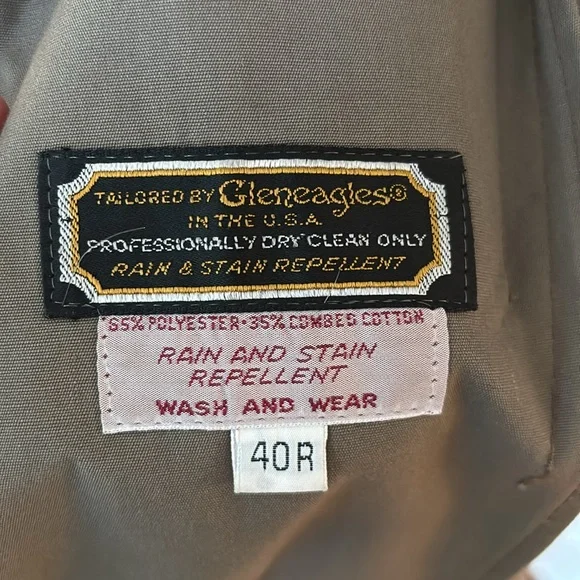 TAILORED BY Gleneagles®
IN THE U.S.A.
PROFESSIONALLY DRY CLEAN ONLY
RAIN & STAIN REPELLENT
65% POLYESTER·35% COMBED COTTON
RAIN AND STAIN
REPELLENT
WASH AND WEAR
40R